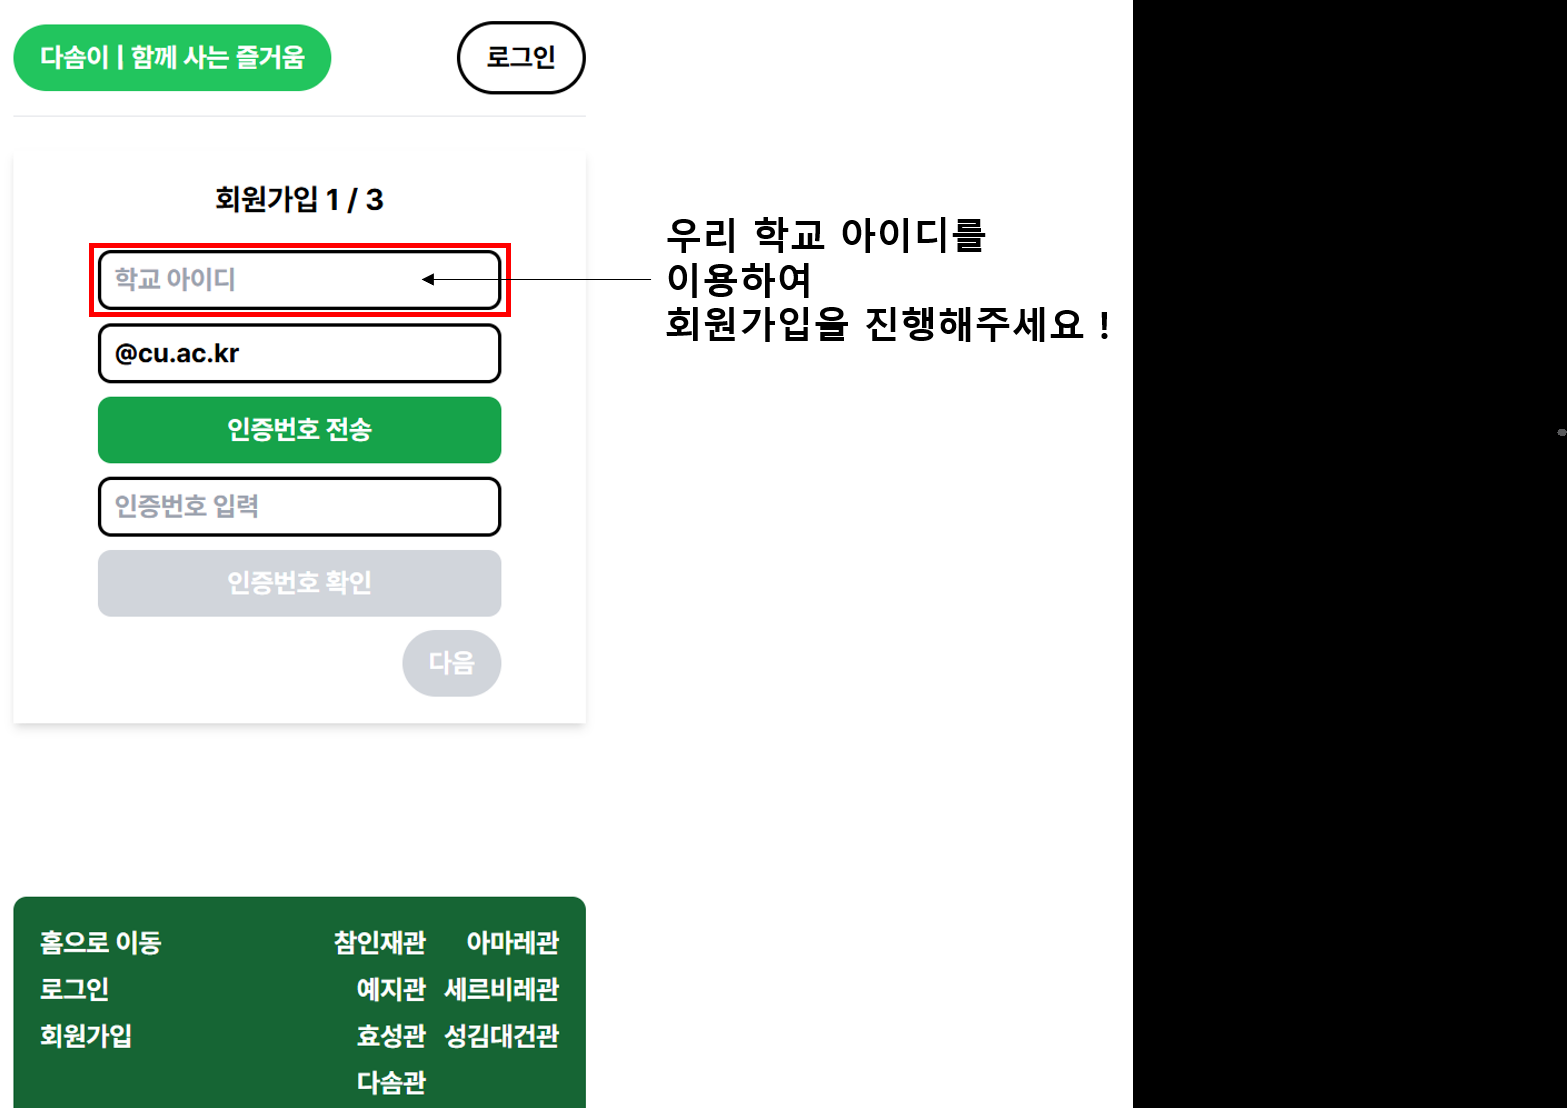 다솜이 | 함께 사는 즐거움
로그인
회원가입 1 / 3
학교 아이디
우리 학교 아이디를
이용하여
회원가입을 진행해주세요 !
@cu.ac.kr
인증번호 전송
인증번호 입력
인증번호 확인
다음
홈으로 이동 참인재관 아마레관
로그인 예지관 세르비레관
회원가입 효성관 성김대건관
다솜관